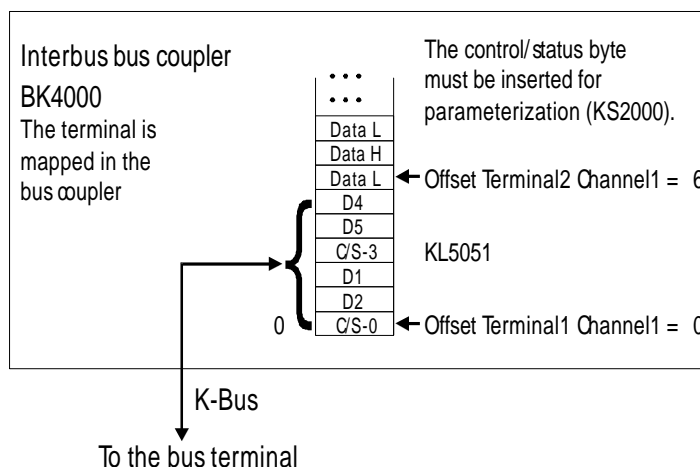 Interbus bus coupler
BK4000
The terminal is
mapped in the
bus coupler
The control/status byte
must be inserted for
parameterization (KS2000).
Data L
Data H
Data L
Offset Terminal2 Channel1 = 6
D4
D5
C/S-3
KL5051
D1
D2
0
C/S-0
Offset Terminal1 Channel1 = 0
K-Bus
To the bus terminal